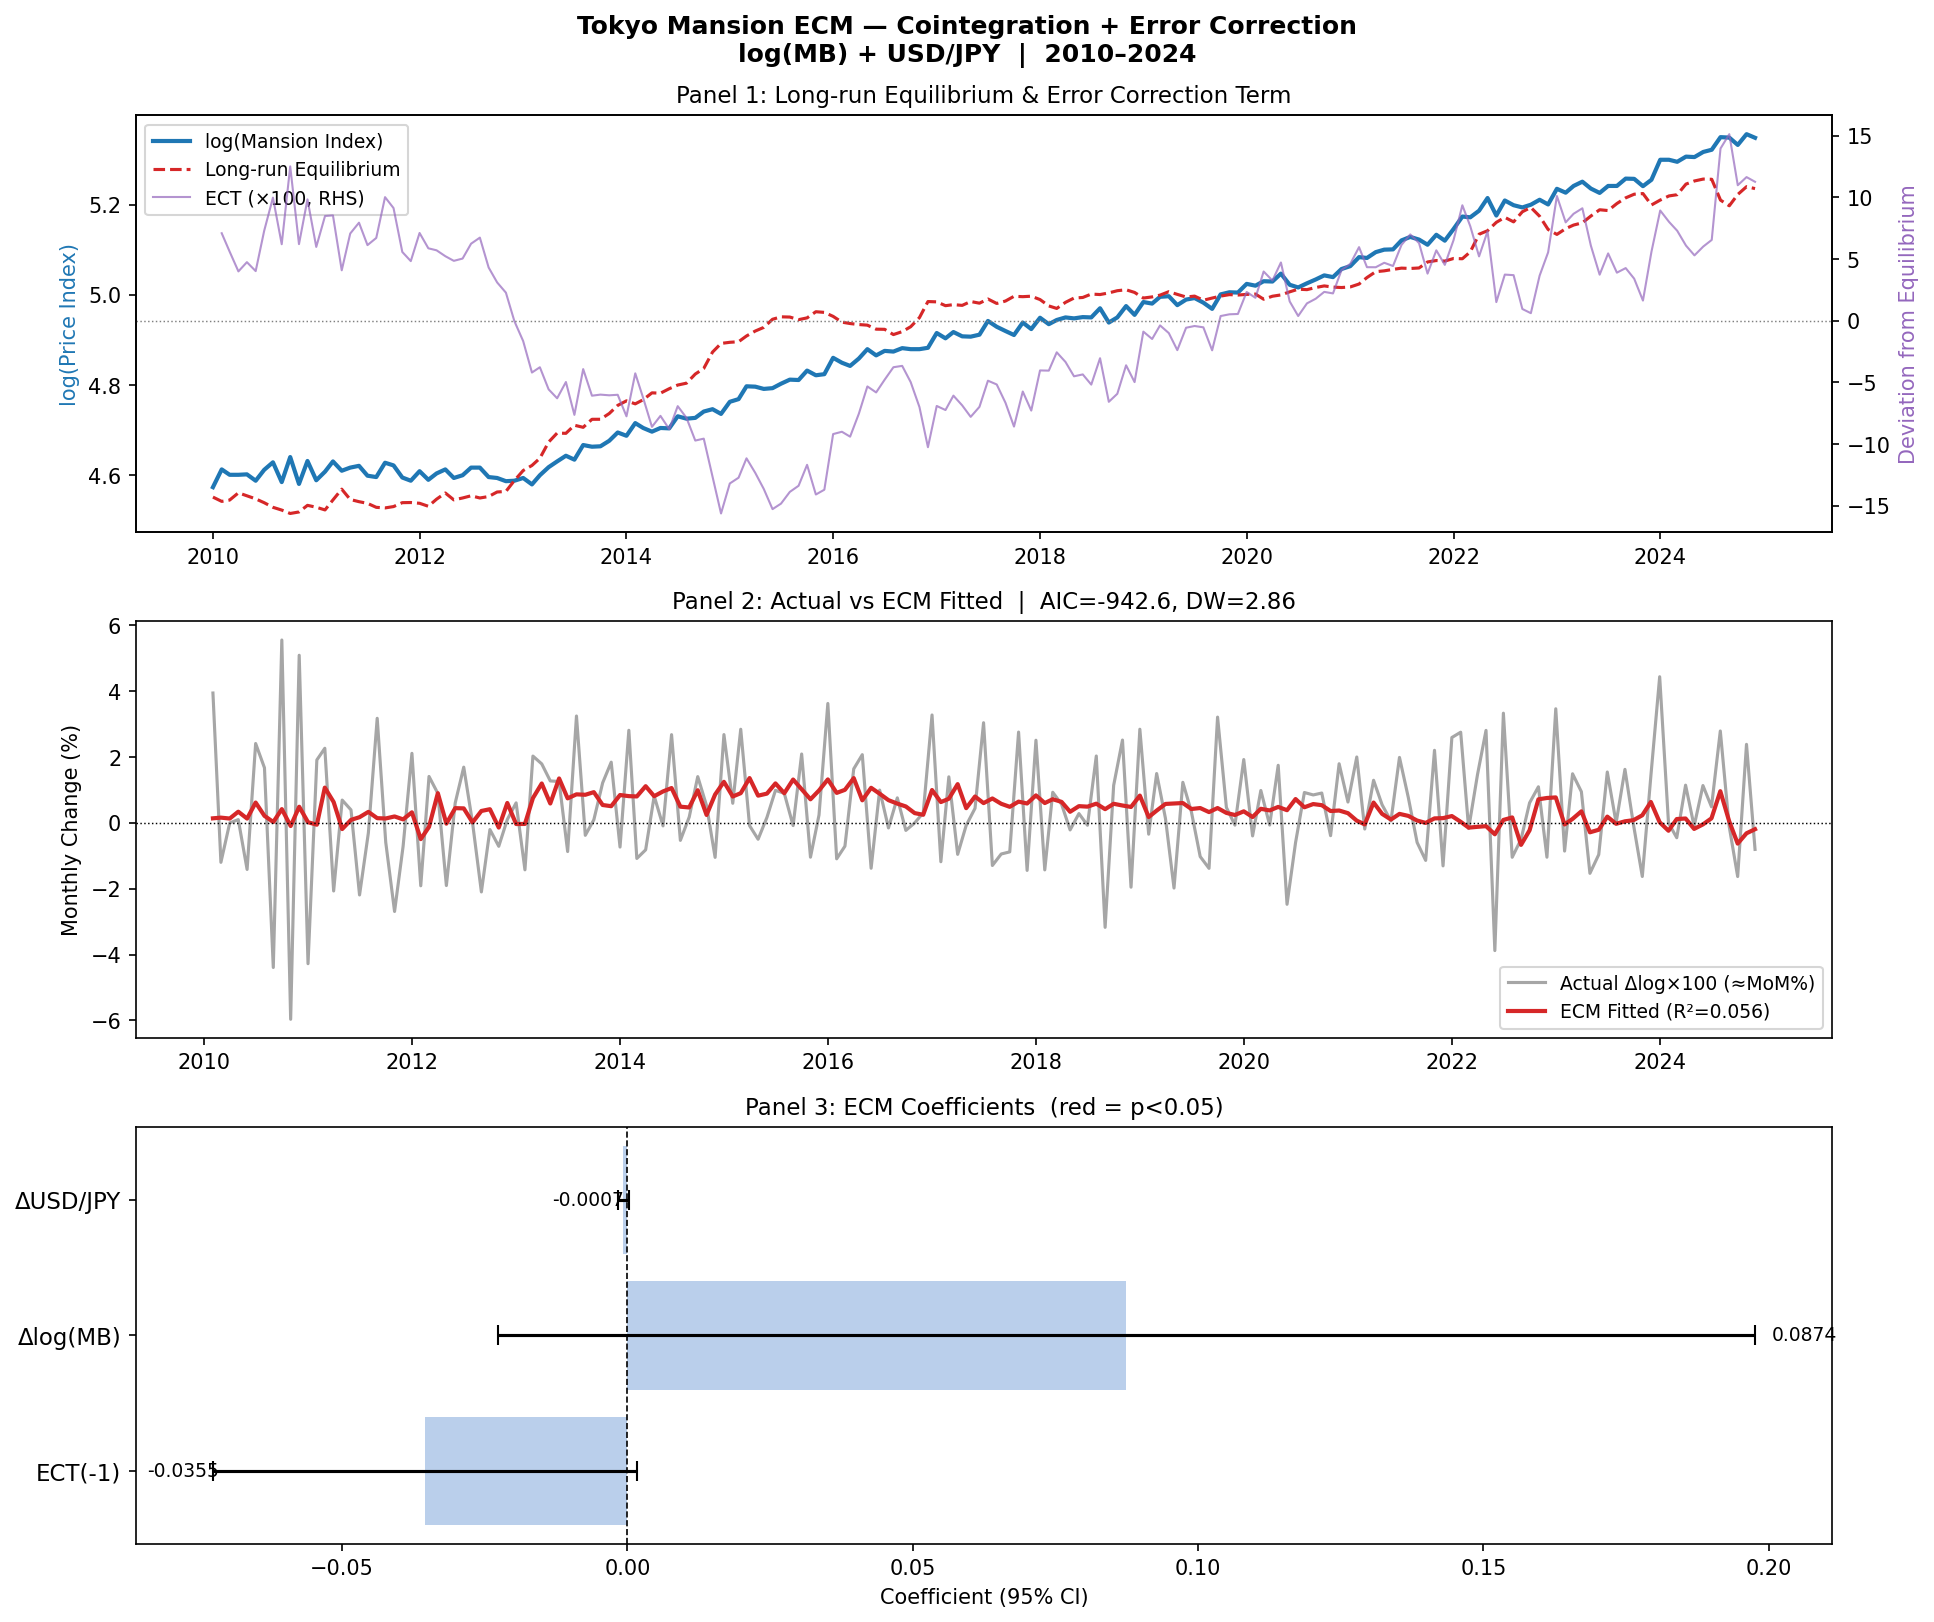 Tokyo Mansion ECM — Cointegration + Error Correction
log(MB) + USD/JPY | 2010–2024
Panel 1: Long-run Equilibrium & Error Correction Term
log(Mansion Index)
Long-run Equilibrium
ECT (×100, RHS)
log(Price Index)
5.2
5.0
4.8
4.6
15
10
5
0
−5
−10
−15
Deviation from Equilibrium
2010 2012 2014 2016 2018 2020 2022 2024
Panel 2: Actual vs ECM Fitted | AIC=-942.6, DW=2.86
Monthly Change (%)
6
4
2
0
−2
−4
−6
Actual Δlog×100 (≈MoM%)
ECM Fitted (R²=0.056)
2010 2012 2014 2016 2018 2020 2022 2024
Panel 3: ECM Coefficients (red = p<0.05)
ΔUSD/JPY
-0.0007
Δlog(MB)
0.0874
ECT(-1)
-0.0355
−0.05 0.00 0.05 0.10 0.15 0.20
Coefficient (95% CI)